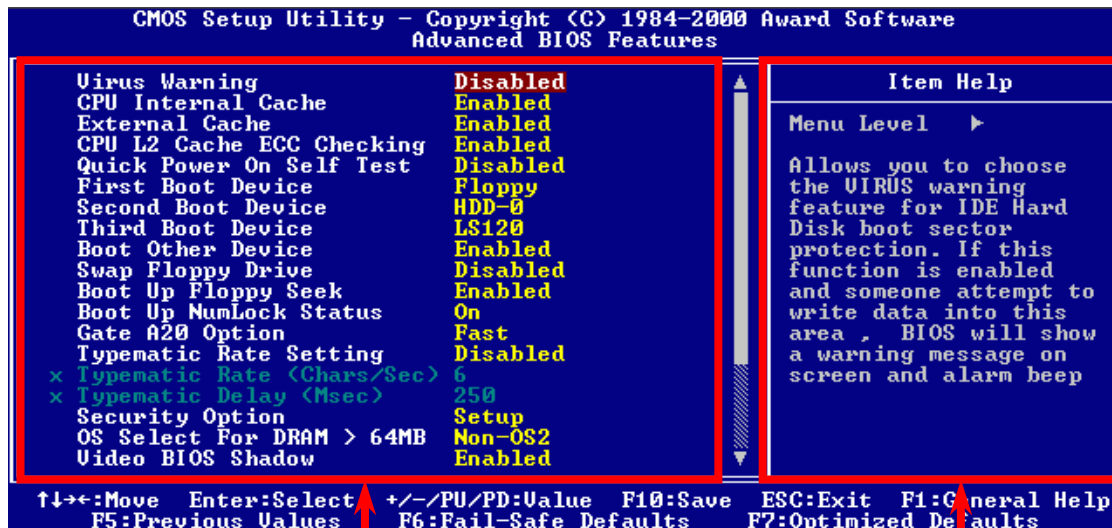 CMOS Setup Utility – Copyright (C) 1984–2000 Award Software
Advanced BIOS Features
Virus Warning Disabled
CPU Internal Cache Enabled
External Cache Enabled
CPU L2 Cache ECC Checking Enabled
Quick Power On Self Test Disabled
First Boot Device Floppy
Second Boot Device HDD-0
Third Boot Device LS120
Boot Other Device Enabled
Swap Floppy Drive Disabled
Boot Up Floppy Seek Enabled
Boot Up NumLock Status On
Gate A20 Option Fast
Typematic Rate Setting Disabled
x Typematic Rate (Chars/Sec) 6
x Typematic Delay (Msec) 250
Security Option Setup
OS Select For DRAM > 64MB Non-OS2
Video BIOS Shadow Enabled
Item Help
Menu Level ▶
Allows you to choose
the VIRUS warning
feature for IDE Hard
Disk boot sector
protection. If this
function is enabled
and someone attempt to
write data into this
area , BIOS will show
a warning message on
screen and alarm beep
↑↓→←:Move Enter:Select +/-/PU/PD:Value F10:Save ESC:Exit F1:General Help
F5:Previous Values F6:Fail-Safe Defaults F7:Optimized Defaults